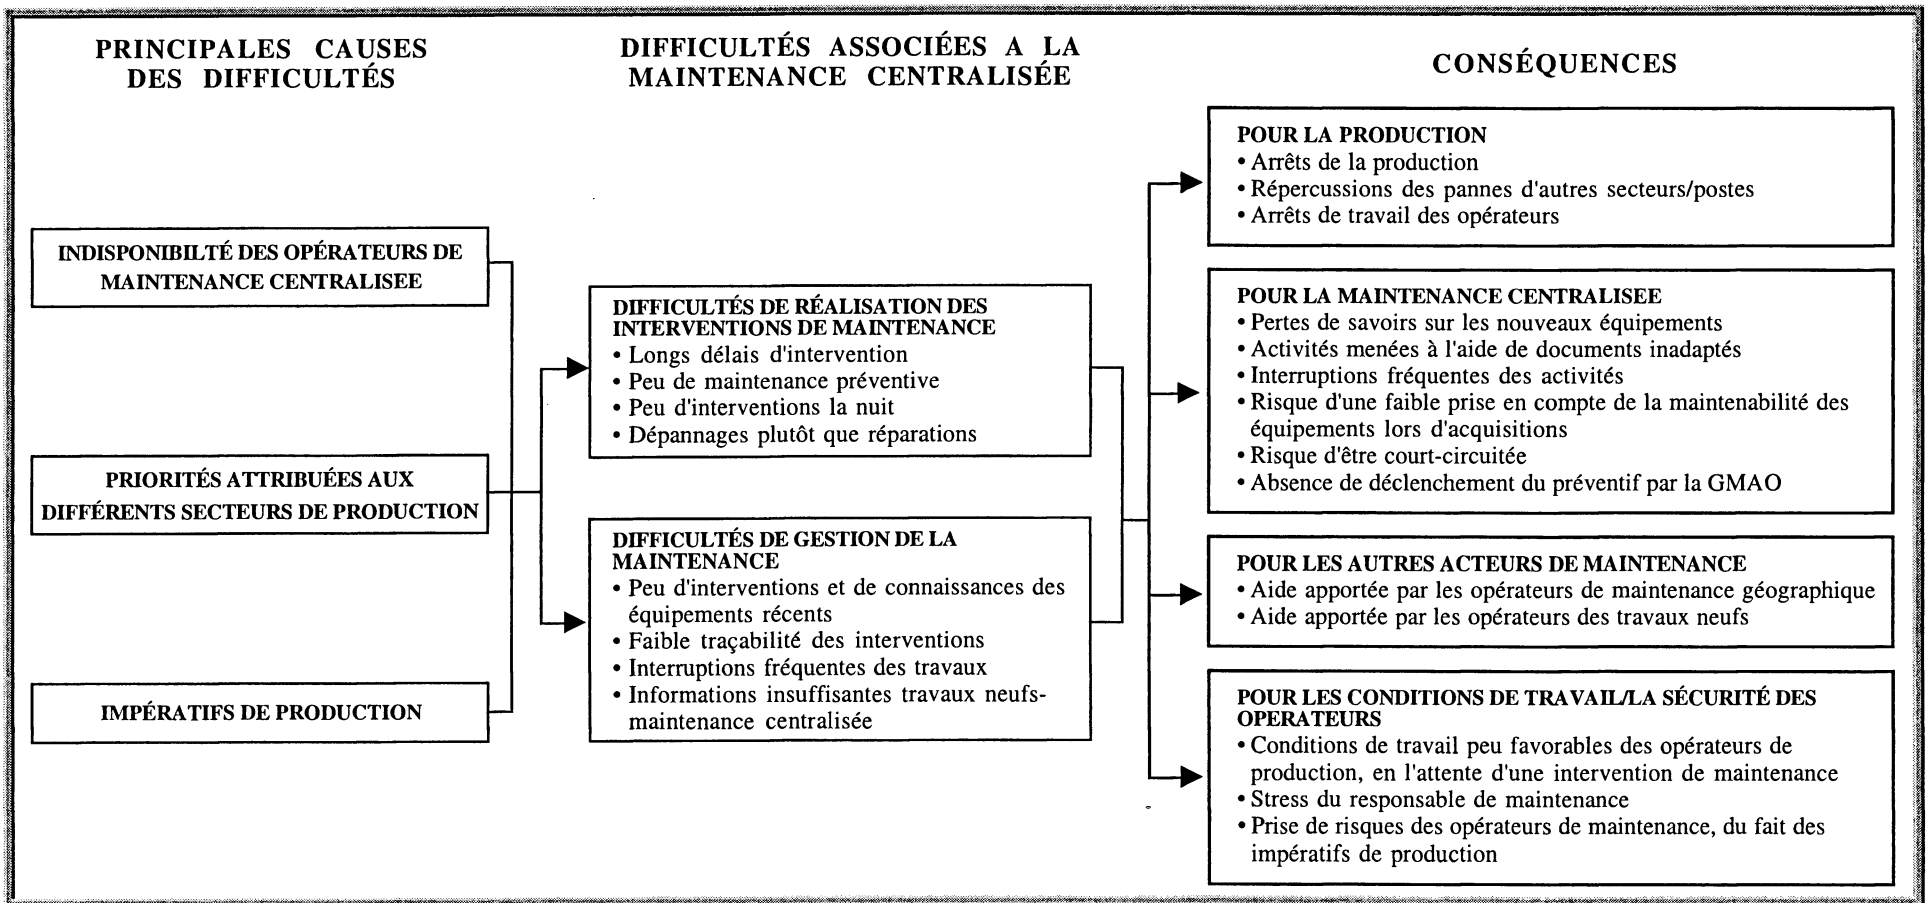 PRINCIPALES CAUSES
DES DIFFICULTÉS
INDISPONIBILTÉ DES OPÉRATEURS DE
MAINTENANCE CENTRALISEE
PRIORITÉS ATTRIBUÉES AUX
DIFFÉRENTS SECTEURS DE PRODUCTION
IMPÉRATIFS DE PRODUCTION
DIFFICULTÉS ASSOCIÉES A LA
MAINTENANCE CENTRALISÉE
DIFFICULTÉS DE RÉALISATION DES
INTERVENTIONS DE MAINTENANCE
• Longs délais d'intervention
• Peu de maintenance préventive
• Peu d'interventions la nuit
• Dépannages plutôt que réparations
DIFFICULTÉS DE GESTION DE LA
MAINTENANCE
• Peu d'interventions et de connaissances des
équipements récents
• Faible traçabilité des interventions
• Interruptions fréquentes des travaux
• Informations insuffisantes travaux neufs-
maintenance centralisée
CONSÉQUENCES
POUR LA PRODUCTION
• Arrêts de la production
• Répercussions des pannes d'autres secteurs/postes
• Arrêts de travail des opérateurs
POUR LA MAINTENANCE CENTRALISEE
• Pertes de savoirs sur les nouveaux équipements
• Activités menées à l'aide de documents inadaptés
• Interruptions fréquentes des activités
• Risque d'une faible prise en compte de la maintenabilité des
équipements lors d'acquisitions
• Risque d'être court-circuitée
• Absence de déclenchement du préventif par la GMAO
POUR LES AUTRES ACTEURS DE MAINTENANCE
• Aide apportée par les opérateurs de maintenance géographique
• Aide apportée par les opérateurs des travaux neufs
POUR LES CONDITIONS DE TRAVAIL/LA SÉCURITÉ DES
OPERATEURS
• Conditions de travail peu favorables des opérateurs de
production, en l'attente d'une intervention de maintenance
• Stress du responsable de maintenance
• Prise de risques des opérateurs de maintenance, du fait des
impératifs de production